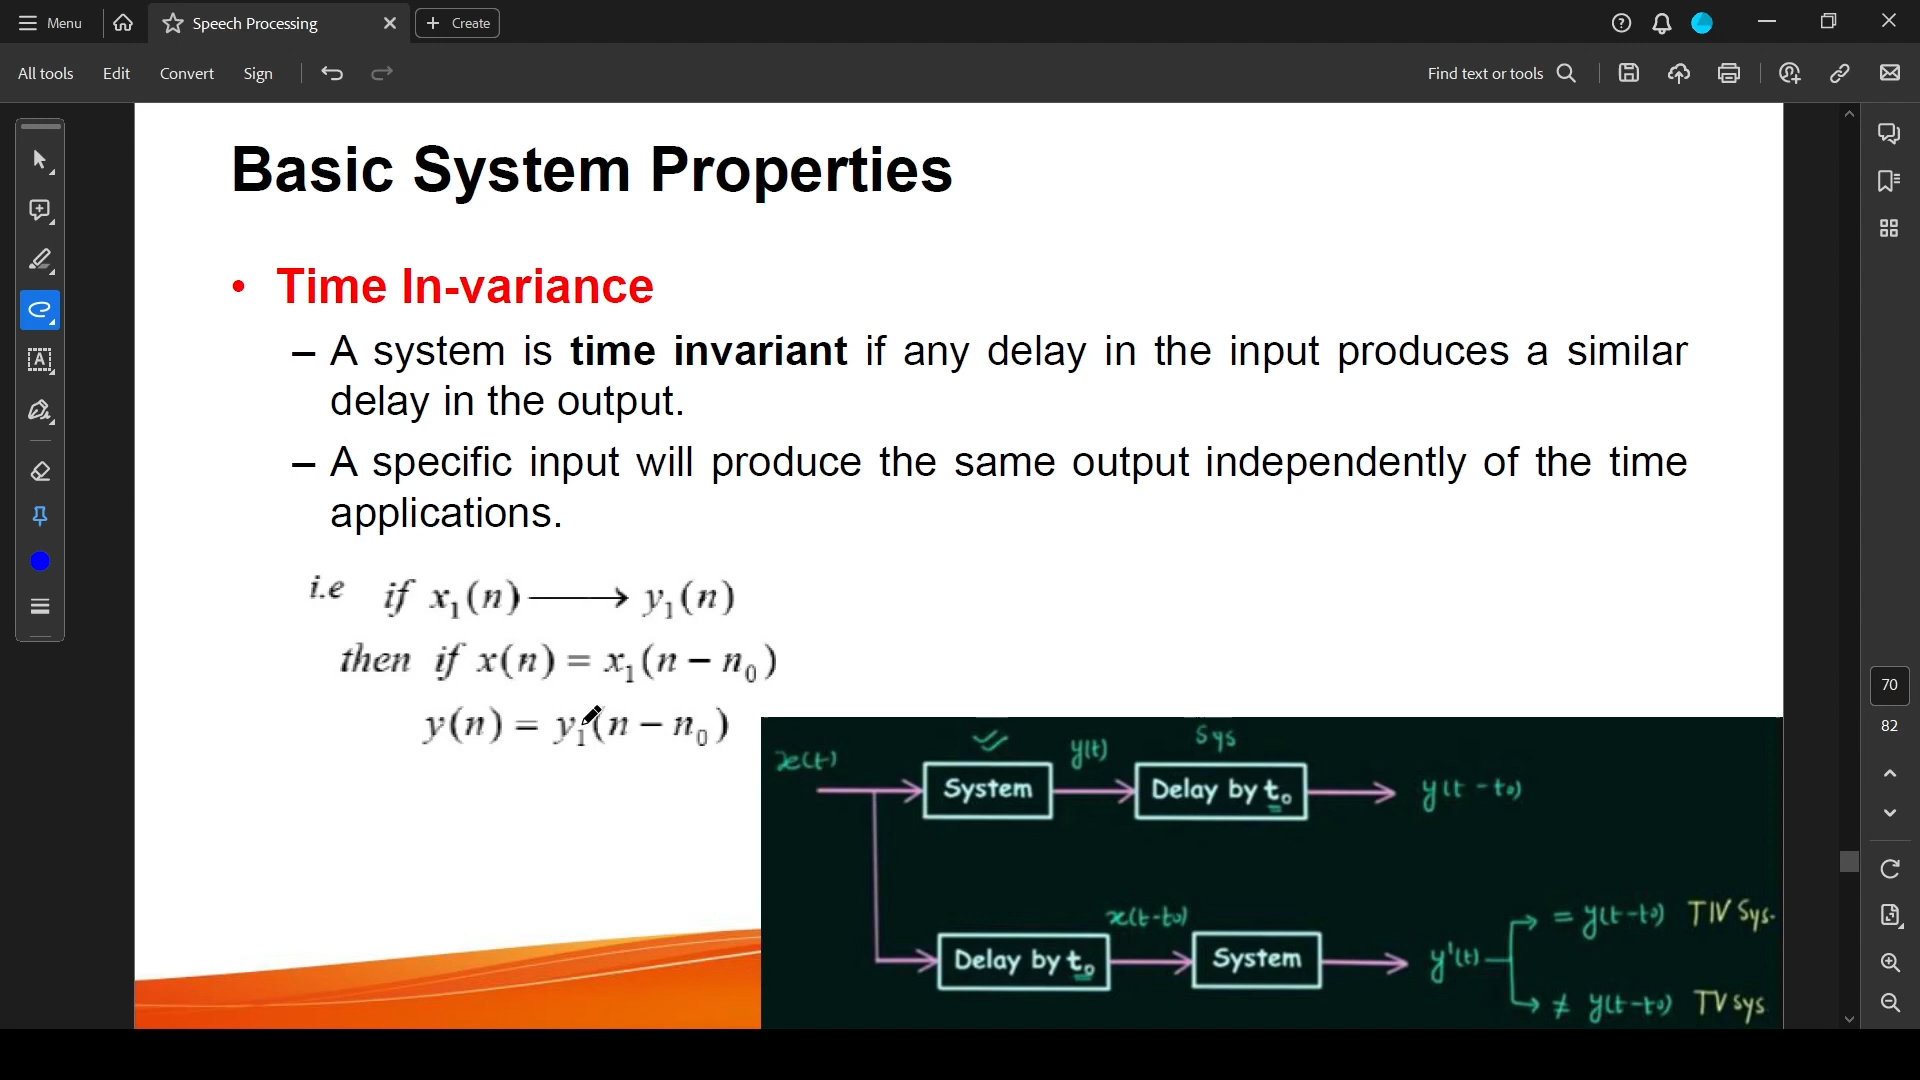 Menu
Speech Processing
Create
All tools Edit Convert Sign
Find text or tools
Basic System Properties
• Time In-variance
– A system is time invariant if any delay in the input produces a similar
delay in the output.
– A specific input will produce the same output independently of the time
applications.
i.e if x₁(n) ⟶ y₁(n)
then if x(n) = x₁(n − n₀)
y(n) = y₁(n − n₀)
x(t)
System
y(t)
Sys
Delay by t₀
y(t - t₀)
Delay by t₀
x(t-t₀)
System
y'(t)
= y(t-t₀) TIV Sys.
≠ y(t-t₀) TV sys
70
82